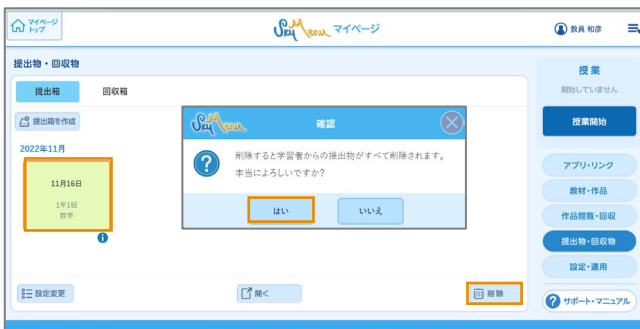 マイページ
トップ
SkyMenu マイページ
教員 和彦
提出物・回収物
提出箱 回収箱
提出箱を作成
2022年11月
11月16日
1年1組
数学
SkyMenu 確認
削除すると学習者からの提出物がすべて削除されます。
本当によろしいですか?
はい いいえ
設定変更 開く 削除
授業
開始していません
授業開始
アプリ・リンク
教材・作品
作品閲覧・回収
提出物・回収物
設定・運用
サポート・マニュアル